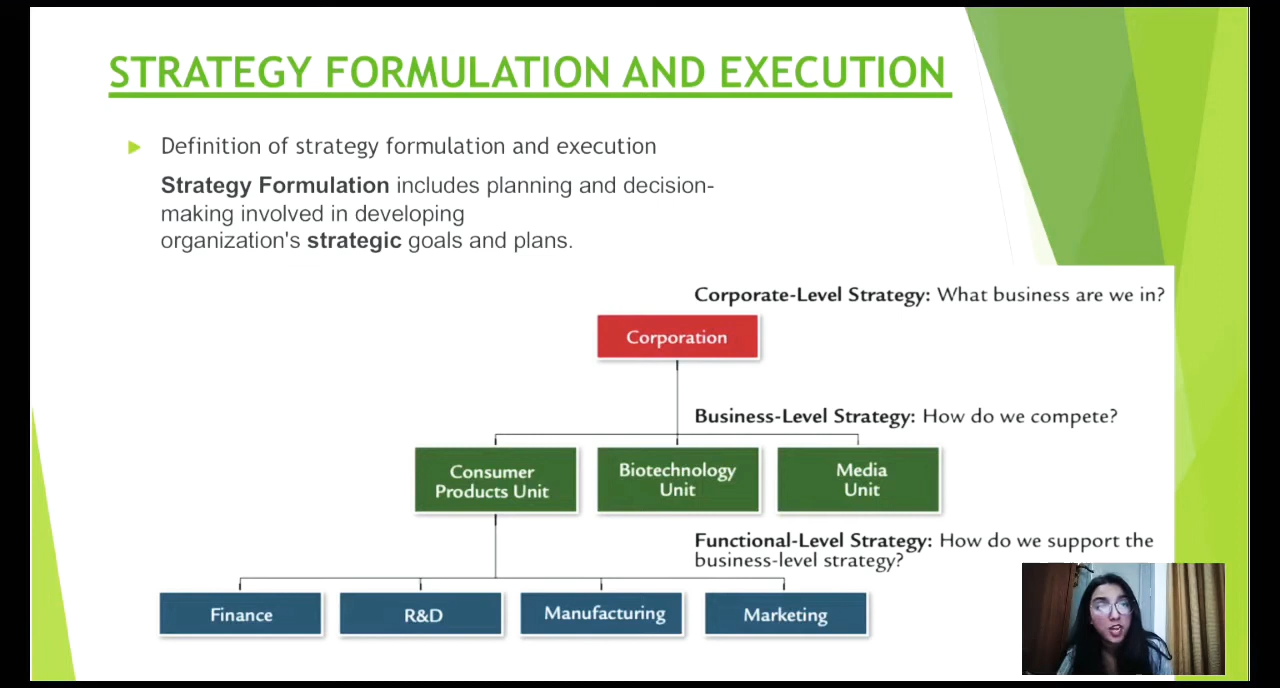 STRATEGY FORMULATION AND EXECUTION
Definition of strategy formulation and execution
Strategy Formulation includes planning and decision-
making involved in developing
organization's strategic goals and plans.
Corporate-Level Strategy: What business are we in?
Corporation
Business-Level Strategy: How do we compete?
Consumer
Products Unit
Biotechnology
Unit
Media
Unit
Functional-Level Strategy: How do we support the
business-level strategy?
Finance
R&D
Manufacturing
Marketing